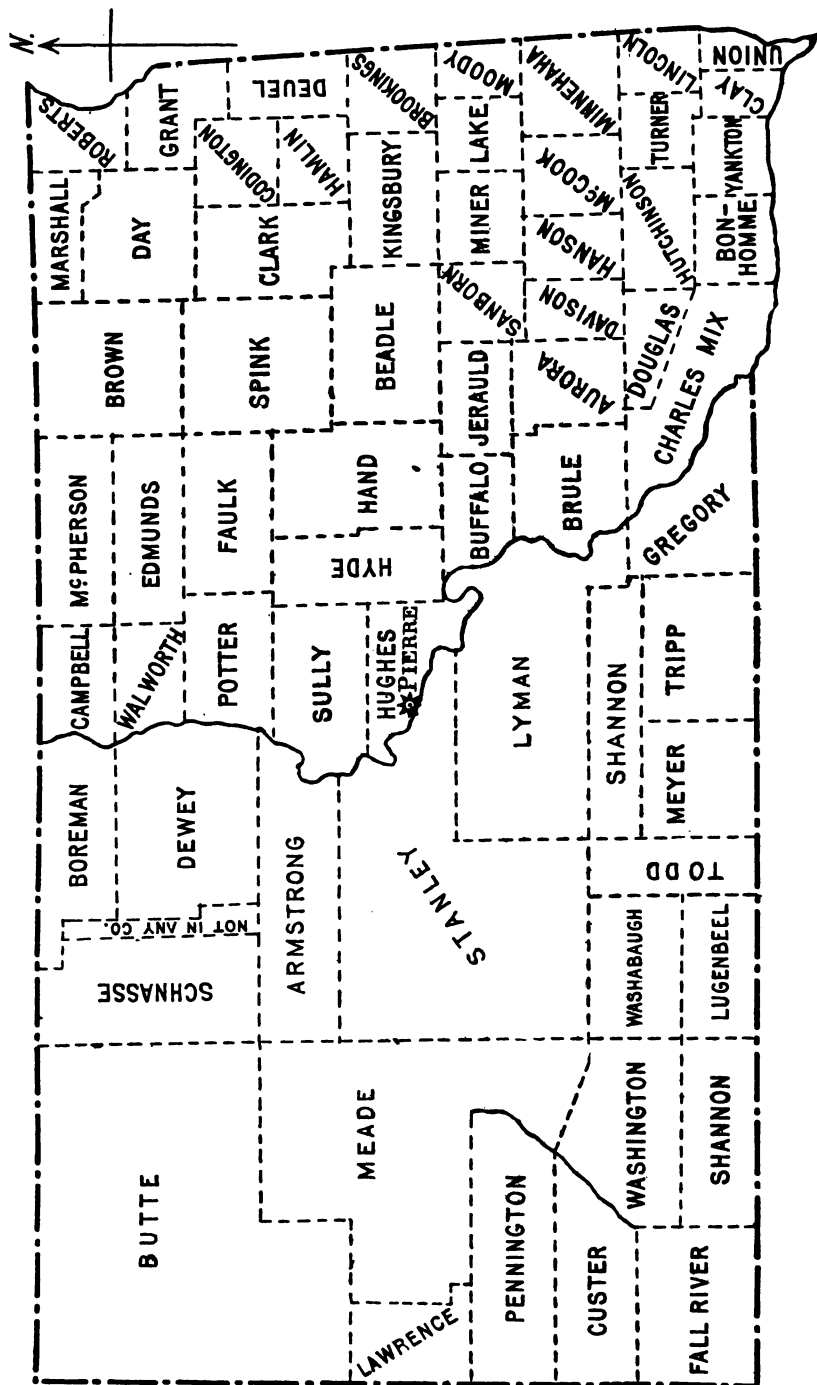 N.
BUTTE
LAWRENCE
MEADE
PENNINGTON
CUSTER
FALL RIVER
WASHINGTON
SHANNON
SCHNASSE
NOT IN ANY CO.
BOREMAN
DEWEY
ARMSTRONG
STANLEY
WASHABAUGH
LUGENBEEL
TODD
LYMAN
SHANNON
MEYER
TRIPP
GREGORY
CAMPBELL
WALWORTH
POTTER
SULLY
HUGHES
PIERRE
McPHERSON
EDMUNDS
FAULK
HYDE
HAND
BUFFALO
JERAULD
BRULE
BROWN
SPINK
BEADLE
SANBORN
AURORA
DAVISON
DOUGLAS
CHARLES MIX
MARSHALL
DAY
CLARK
KINGSBURY
MINER
HANSON
HUTCHINSON
BON-
HOMME
ROBERTS
GRANT
CODINGTON
HAMLIN
DEUEL
BROOKINGS
LAKE
MOODY
McCOOK
MINNEHAHA
TURNER
LINCOLN
YANKTON
CLAY
UNION